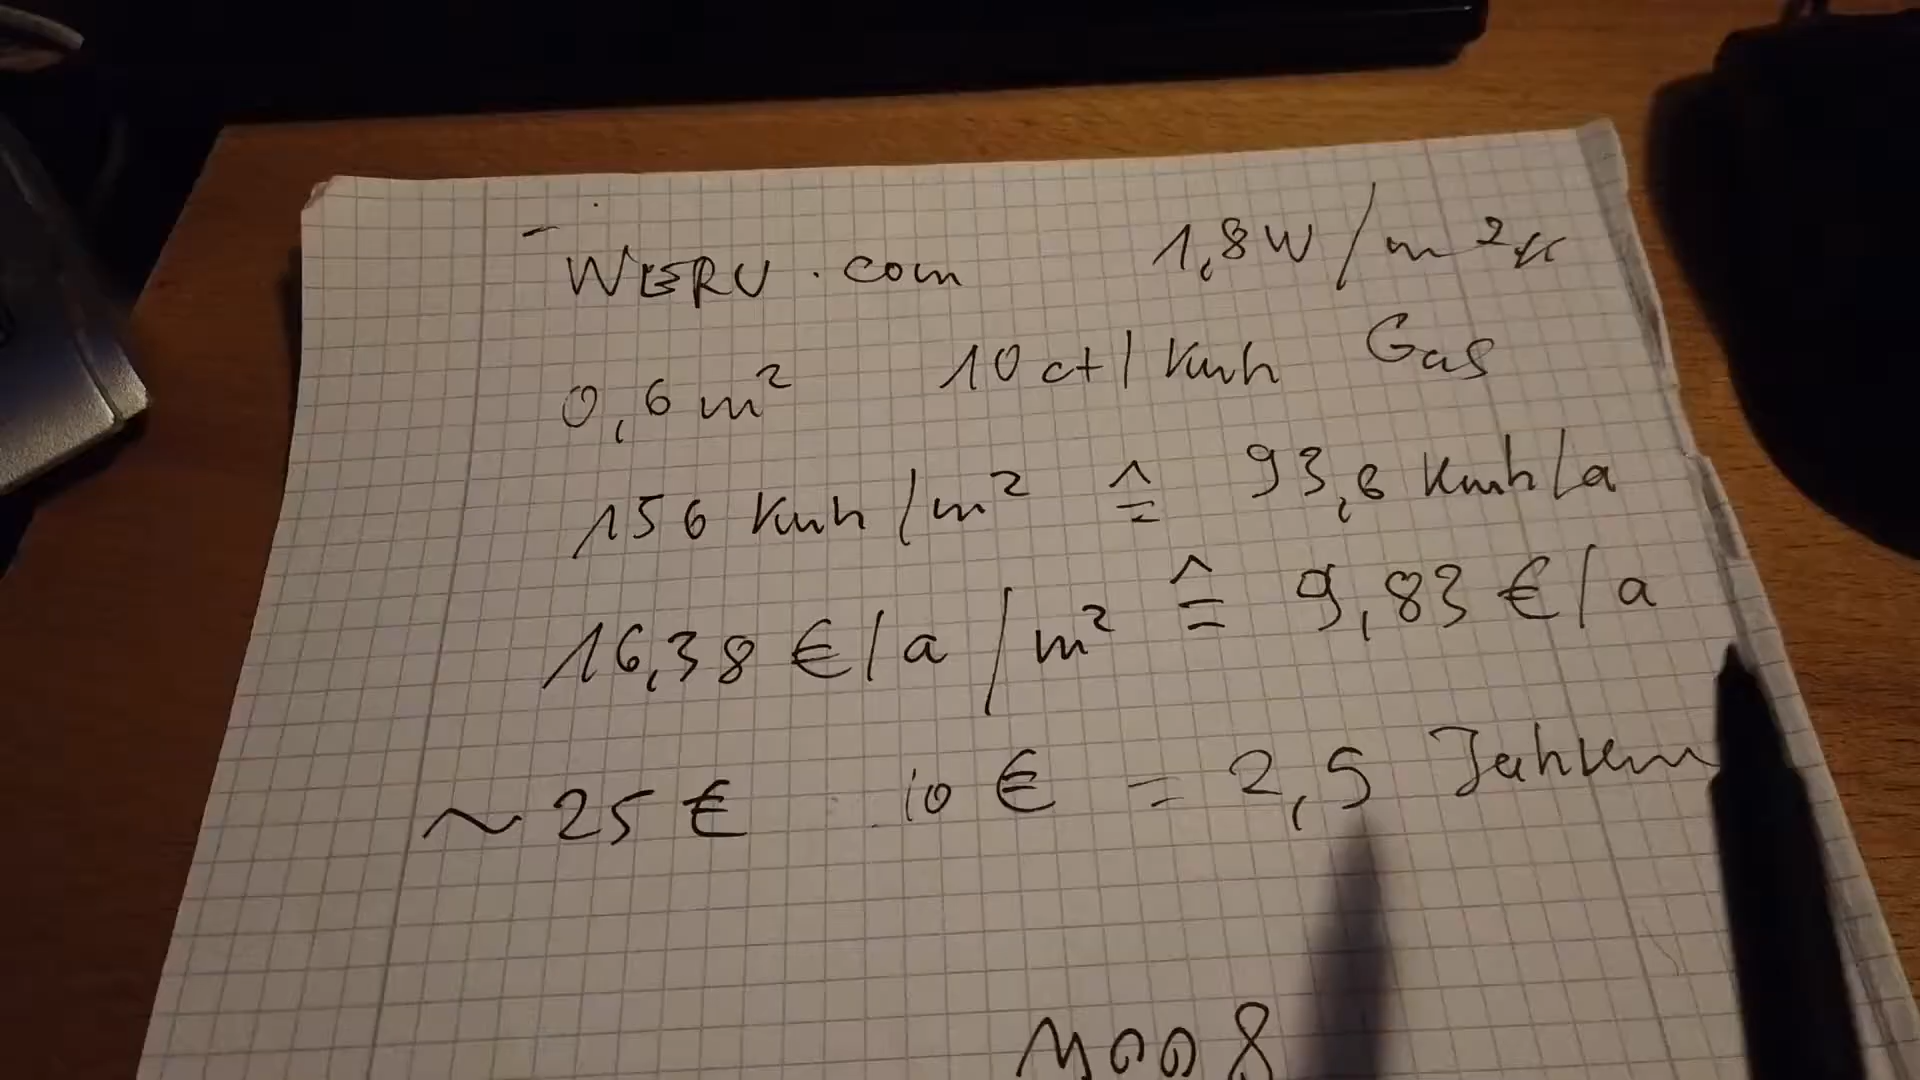 WERU.com 1,8W/m²K
0,6 m² 10 ct/kWh Gas
156 kWh/m² ≙ 93,6 kWh/a
16,38 €/a/m² ≙ 9,83 €/a
~ 25 € 10 € = 2,5 Jahren